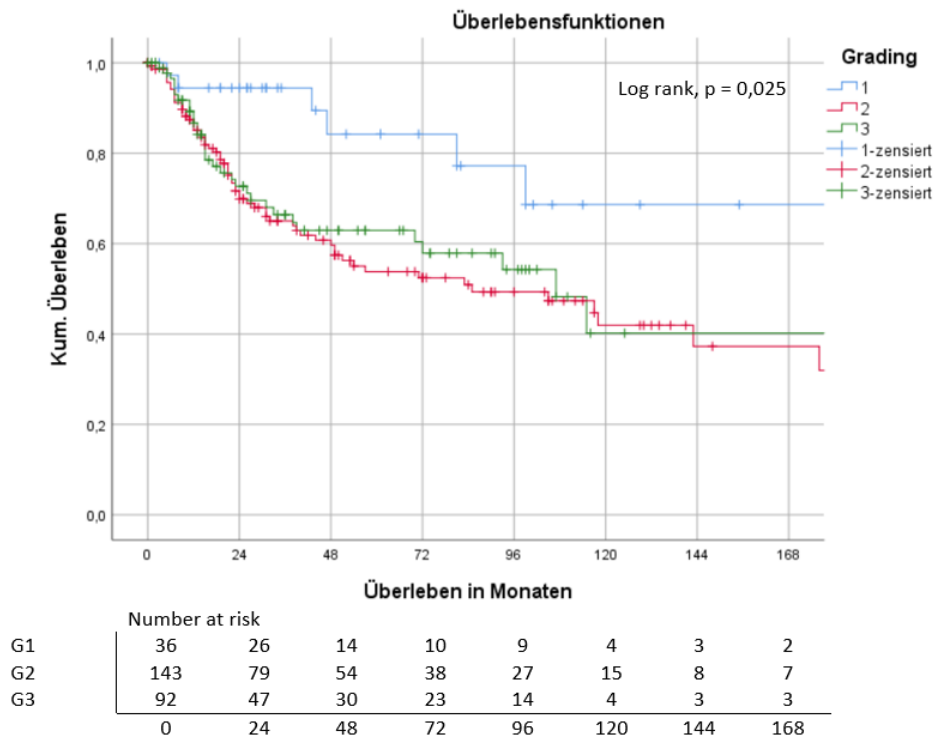 Überlebensfunktionen
Grading
1
2
3
1-zensiert
2-zensiert
3-zensiert
Log rank, p = 0,025
Kum. Überleben
1,0
0,8
0,6
0,4
0,2
0,0
0 24 48 72 96 120 144 168
Überleben in Monaten
Number at risk
G1 36 26 14 10 9 4 3 2
G2 143 79 54 38 27 15 8 7
G3 92 47 30 23 14 4 3 3
0 24 48 72 96 120 144 168